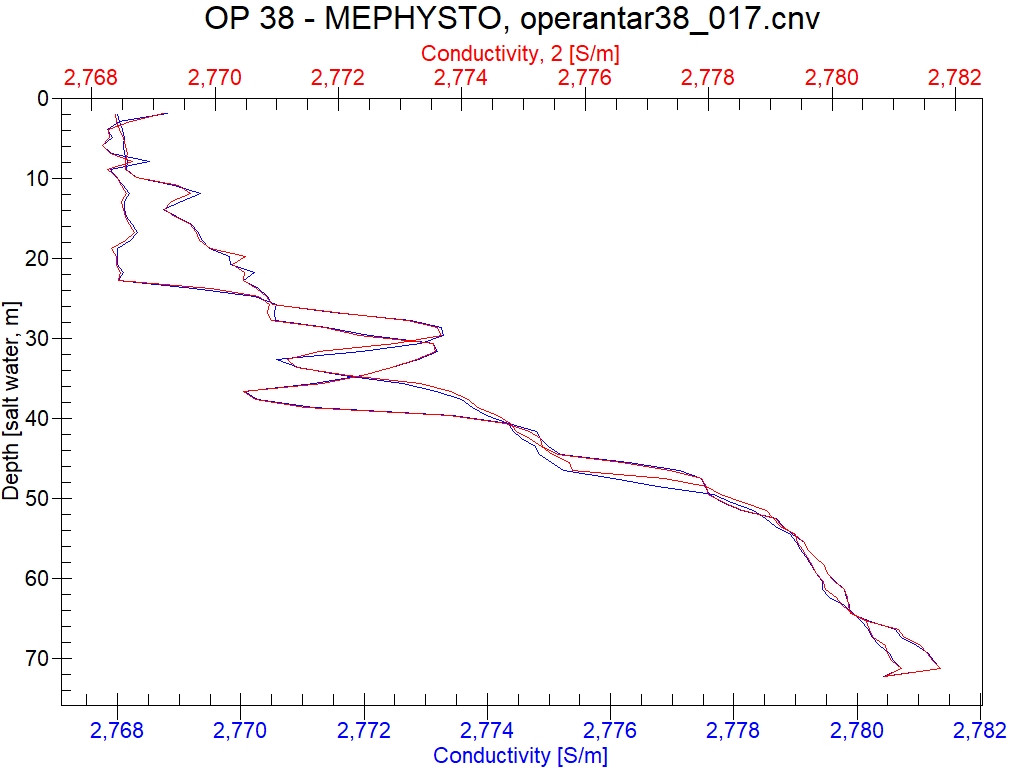 OP 38 - MEPHYSTO, operantar38_017.cnv
Conductivity, 2 [S/m]
2,768 2,770 2,772 2,774 2,776 2,778 2,780 2,782
0
10
20
30
40
50
60
70
Depth [salt water, m]
2,768 2,770 2,772 2,774 2,776 2,778 2,780 2,782
Conductivity [S/m]